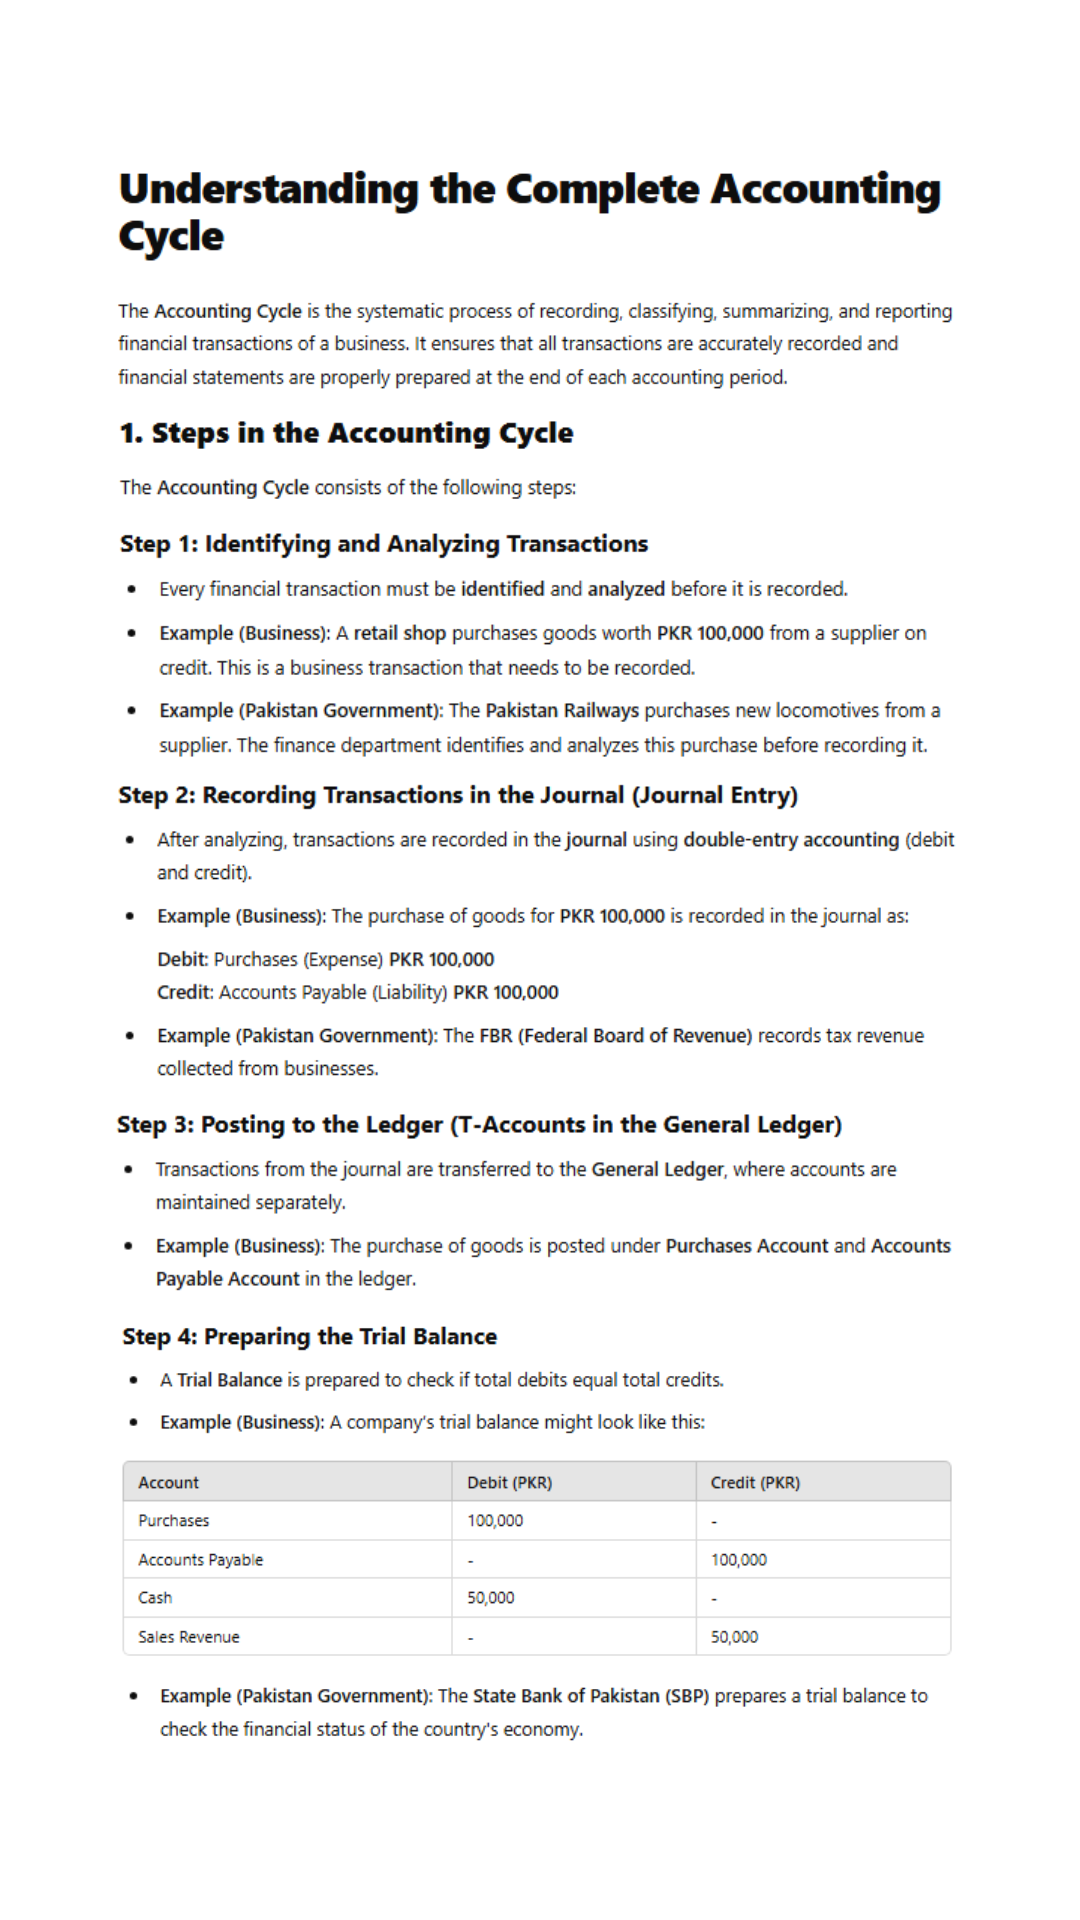 Understanding the Complete Accounting
Cycle
The Accounting Cycle is the systematic process of recording, classifying, summarizing, and reporting
financial transactions of a business. It ensures that all transactions are accurately recorded and
financial statements are properly prepared at the end of each accounting period.
1. Steps in the Accounting Cycle
The Accounting Cycle consists of the following steps:
Step 1: Identifying and Analyzing Transactions
• Every financial transaction must be identified and analyzed before it is recorded.
• Example (Business): A retail shop purchases goods worth PKR 100,000 from a supplier on
credit. This is a business transaction that needs to be recorded.
• Example (Pakistan Government): The Pakistan Railways purchases new locomotives from a
supplier. The finance department identifies and analyzes this purchase before recording it.
Step 2: Recording Transactions in the Journal (Journal Entry)
• After analyzing, transactions are recorded in the journal using double-entry accounting (debit
and credit).
• Example (Business): The purchase of goods for PKR 100,000 is recorded in the journal as:
Debit: Purchases (Expense) PKR 100,000
Credit: Accounts Payable (Liability) PKR 100,000
• Example (Pakistan Government): The FBR (Federal Board of Revenue) records tax revenue
collected from businesses.
Step 3: Posting to the Ledger (T-Accounts in the General Ledger)
• Transactions from the journal are transferred to the General Ledger, where accounts are
maintained separately.
• Example (Business): The purchase of goods is posted under Purchases Account and Accounts
Payable Account in the ledger.
Step 4: Preparing the Trial Balance
• A Trial Balance is prepared to check if total debits equal total credits.
• Example (Business): A company's trial balance might look like this:
Account Debit (PKR) Credit (PKR)
Purchases 100,000 -
Accounts Payable - 100,000
Cash 50,000 -
Sales Revenue - 50,000
• Example (Pakistan Government): The State Bank of Pakistan (SBP) prepares a trial balance to
check the financial status of the country's economy.